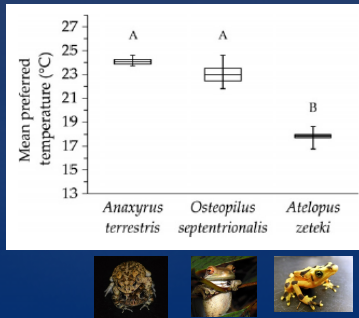 Mean preferred
temperature (°C)
27
25
23
21
19
17
15
13
A
A
B
Anaxyrus
terrestris
Osteopilus
septentrionalis
Atelopus
zeteki